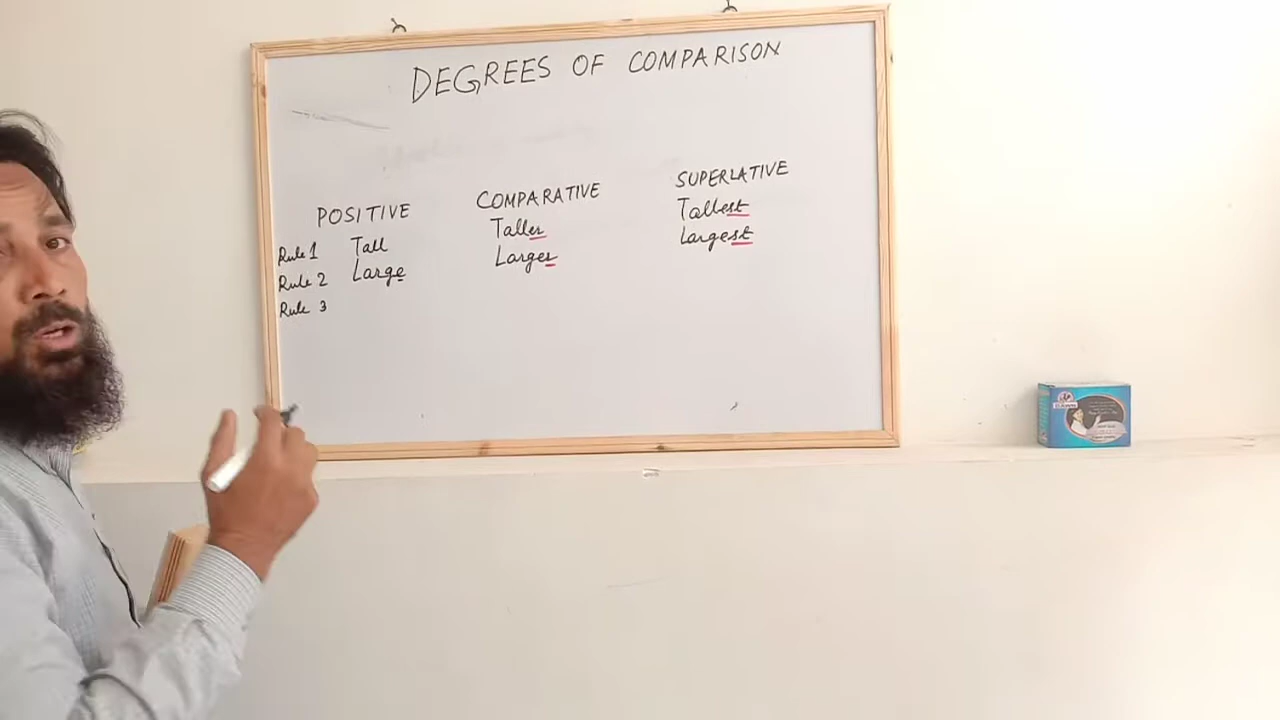 DEGREES OF COMPARISON
POSITIVE COMPARATIVE SUPERLATIVE
Rule 1 Tall Taller Tallest
Rule 2 Large Larger Largest
Rule 3